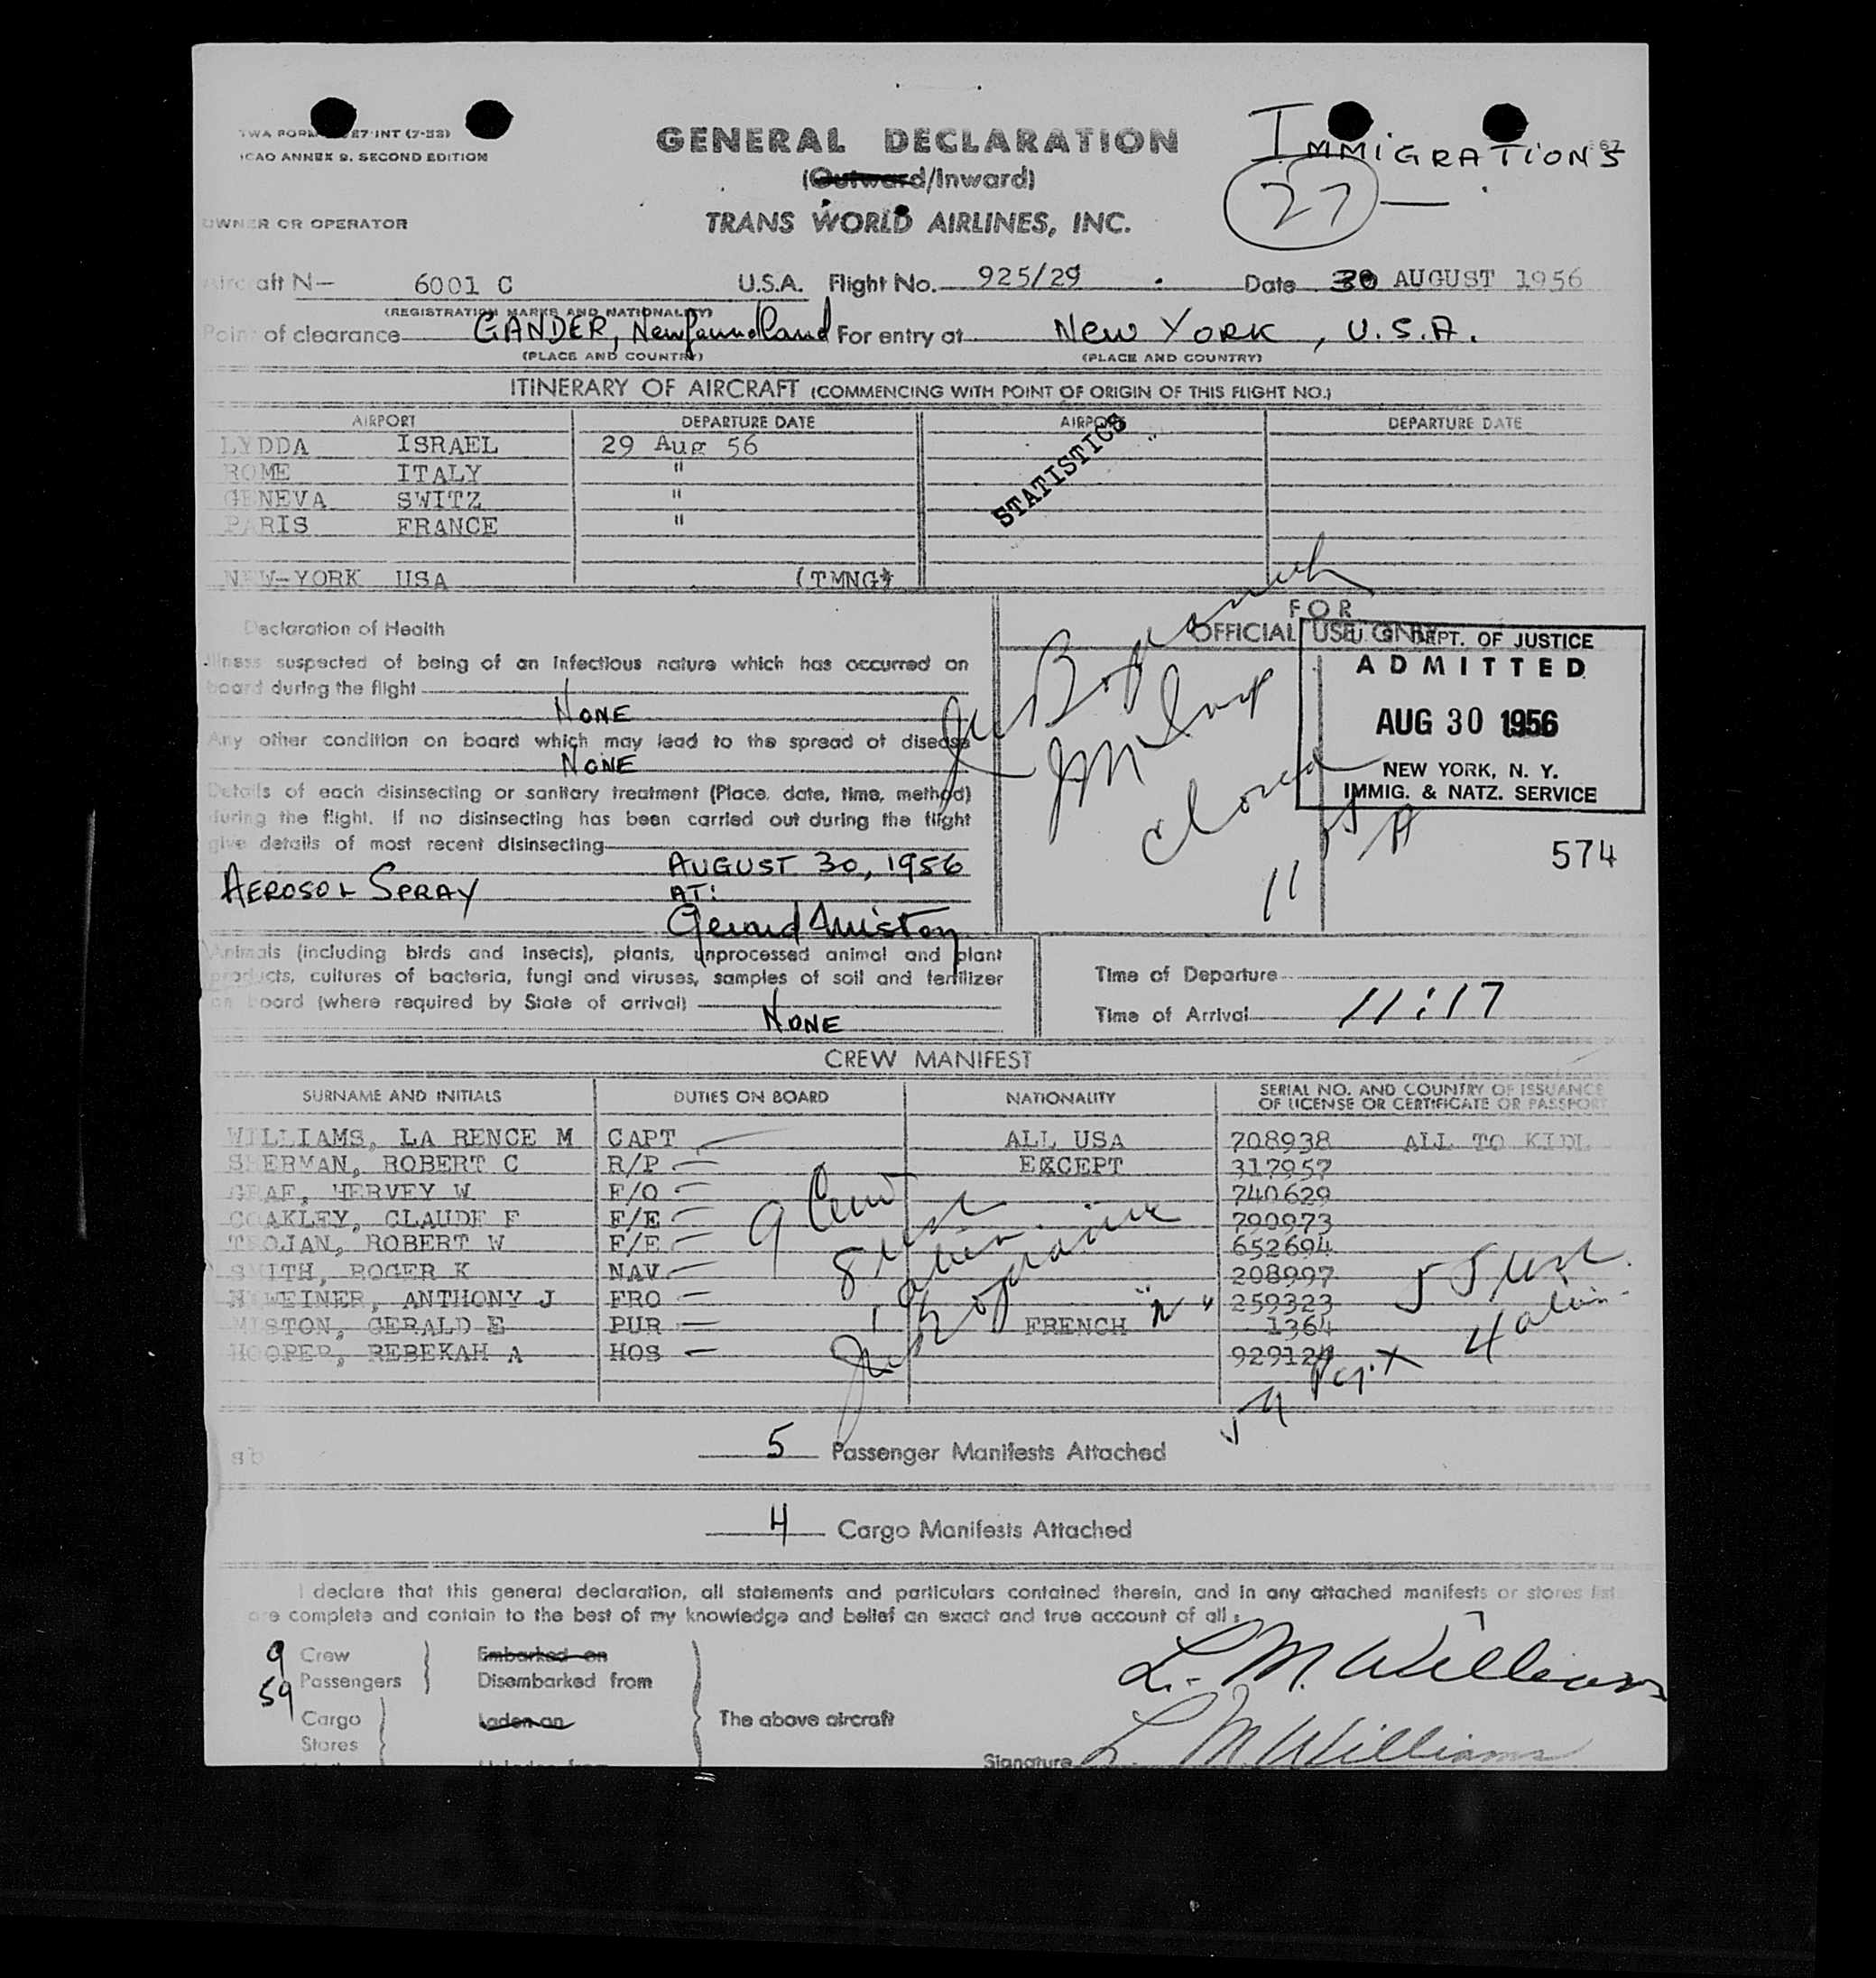 GENERAL DECLARATION
IMMIGRATIONS
ICAO ANNEX 9, SECOND EDITION
(Outward/Inward)
27
OWNER OR OPERATOR
TRANS WORLD AIRLINES, INC.
Aircraft N- 6001 C U.S.A. Flight No. 925/29 Date 30 AUGUST 1956
(REGISTRATION MARKS AND NATIONALITY)
Point of clearance GANDER, Newfoundland For entry at New York, U.S.A.
(PLACE AND COUNTRY) (PLACE AND COUNTRY)
ITINERARY OF AIRCRAFT (COMMENCING WITH POINT OF ORIGIN OF THIS FLIGHT NO.)
AIRPORT DEPARTURE DATE AIRPORT DEPARTURE DATE
LYDDA ISRAEL 29 Aug 56
ROME ITALY "
GENEVA SWITZ "
PARIS FRANCE "
STATISTICS
NEW-YORK USA (TMNG)
FOR
OFFICIAL USE ONLY
Declaration of Health
Illness suspected of being of an infectious nature which has occurred on
board during the flight
NONE
Any other condition on board which may lead to the spread of disease
NONE
Details of each disinsecting or sanitary treatment (Place, date, time, method)
during the flight. If no disinsecting has been carried out during the flight
give details of most recent disinsecting
AUGUST 30, 1956
AEROSOL SPRAY AT:
Gerald Miston
U. S. DEPT. OF JUSTICE
ADMITTED
AUG 30 1956
NEW YORK, N. Y.
IMMIG. & NATZ. SERVICE
closed
574
Animals (including birds and insects), plants, unprocessed animal and plant
products, cultures of bacteria, fungi and viruses, samples of soil and fertilizer
on board (where required by State of arrival)
NONE
Time of Departure
Time of Arrival 11:17
CREW MANIFEST
SURNAME AND INITIALS DUTIES ON BOARD NATIONALITY SERIAL NO. AND COUNTRY OF ISSUANCE
OF LICENSE OR CERTIFICATE OR PASSPORT
WILLIAMS, LA RENCE M CAPT ALL USA 708938 ALL TO KIDL
SHERMAN, ROBERT C R/P EXCEPT 317957
GRAF, HERVEY W F/O 740629
COAKLEY, CLAUDE F F/E 790973
TROJAN, ROBERT W F/E 652694
SMITH, ROGER K NAV 208997
WEINER, ANTHONY J FRO 259323
MISTON, GERALD E PUR FRENCH 1364
HOOPER, REBEKAH A HOS 929124
9 Crew
5 Passenger Manifests Attached
4 Cargo Manifests Attached
I declare that this general declaration, all statements and particulars contained therein, and in any attached manifests or stores list
are complete and contain to the best of my knowledge and belief an exact and true account of all:
9 Crew Embarked on
59 Passengers Disembarked from
L. M. Williams
Cargo Laden on The above aircraft
Stores
Signature L. M. Williams